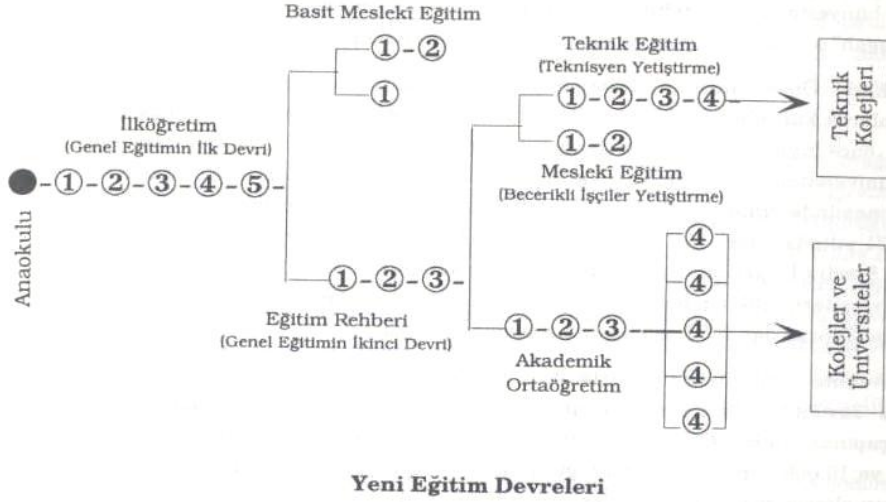 Basit Meslekî Eğitim
①-②
①
Teknik Eğitim
(Teknisyen Yetiştirme)
①-②-③-④-
Teknik
Kolejleri
İlköğretim
(Genel Eğitimin İlk Devri)
-①-②-③-④-⑤-
Anaokulu
①-②
Meslekî Eğitim
(Becerikli İşçiler Yetiştirme)
①-②-③-
Eğitim Rehberi
(Genel Eğitimin İkinci Devri)
①-②-③
Akademik
Ortaöğretim
④
④
④
④
④
Kolejler ve
Üniversiteler
Yeni Eğitim Devreleri